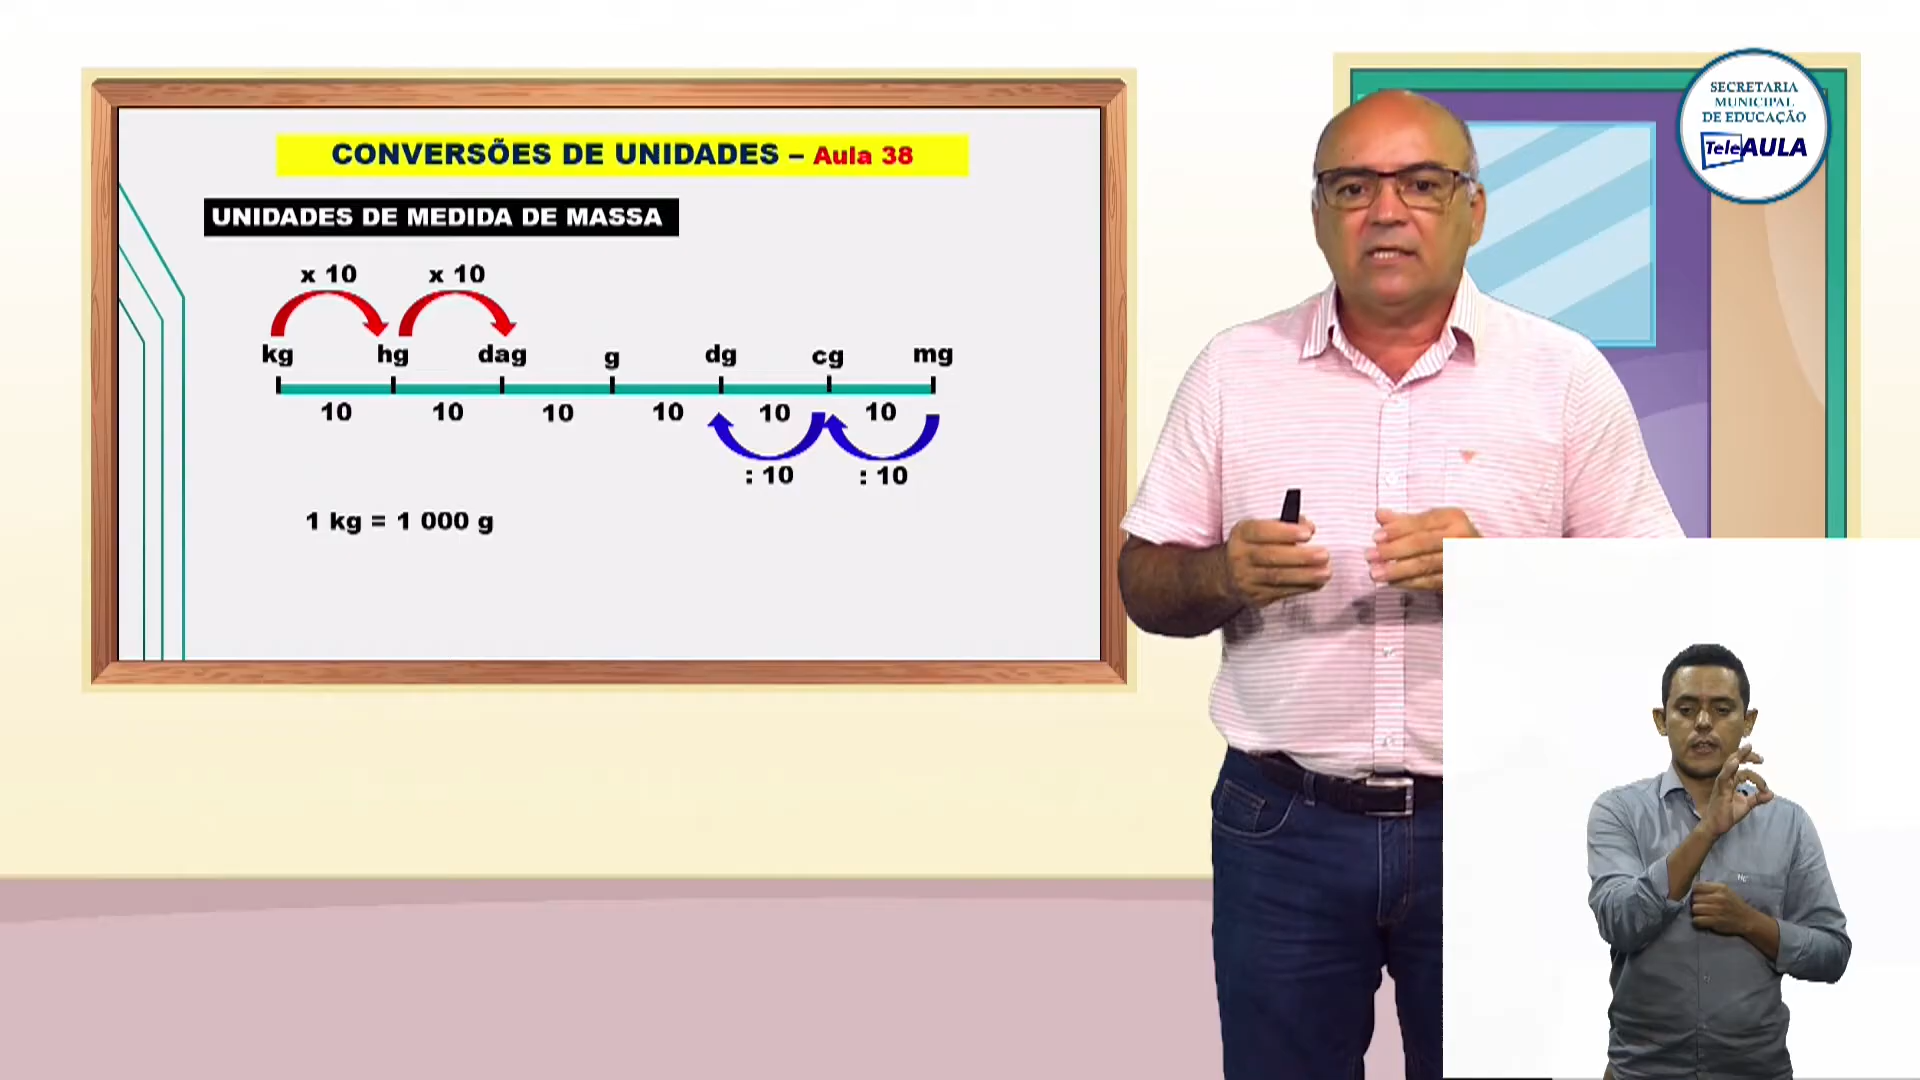 CONVERSÕES DE UNIDADES – Aula 38
UNIDADES DE MEDIDA DE MASSA
x 10 x 10
kg hg dag g dg cg mg
10 10 10 10 10 10
: 10 : 10
1 kg = 1 000 g
SECRETARIA
MUNICIPAL
DE EDUCAÇÃO
TeleAULA